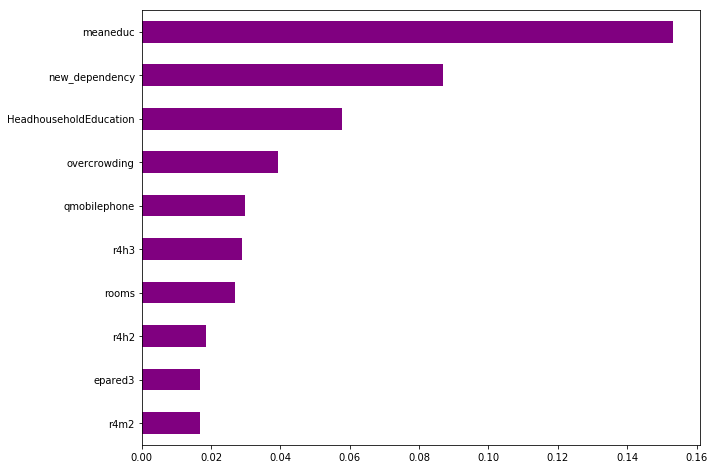 meaneduc
new_dependency
HeadhouseholdEducation
overcrowding
qmobilephone
r4h3
rooms
r4h2
epared3
r4m2
0.00 0.02 0.04 0.06 0.08 0.10 0.12 0.14 0.16